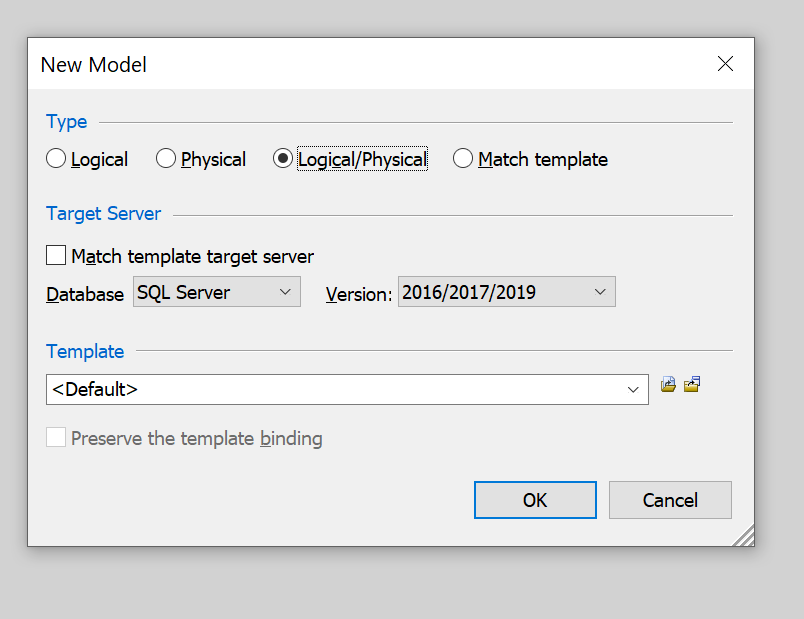 New Model
Type
Logical Physical Logical/Physical Match template
Target Server
Match template target server
Database SQL Server Version: 2016/2017/2019
Template
<Default>
Preserve the template binding
OK Cancel